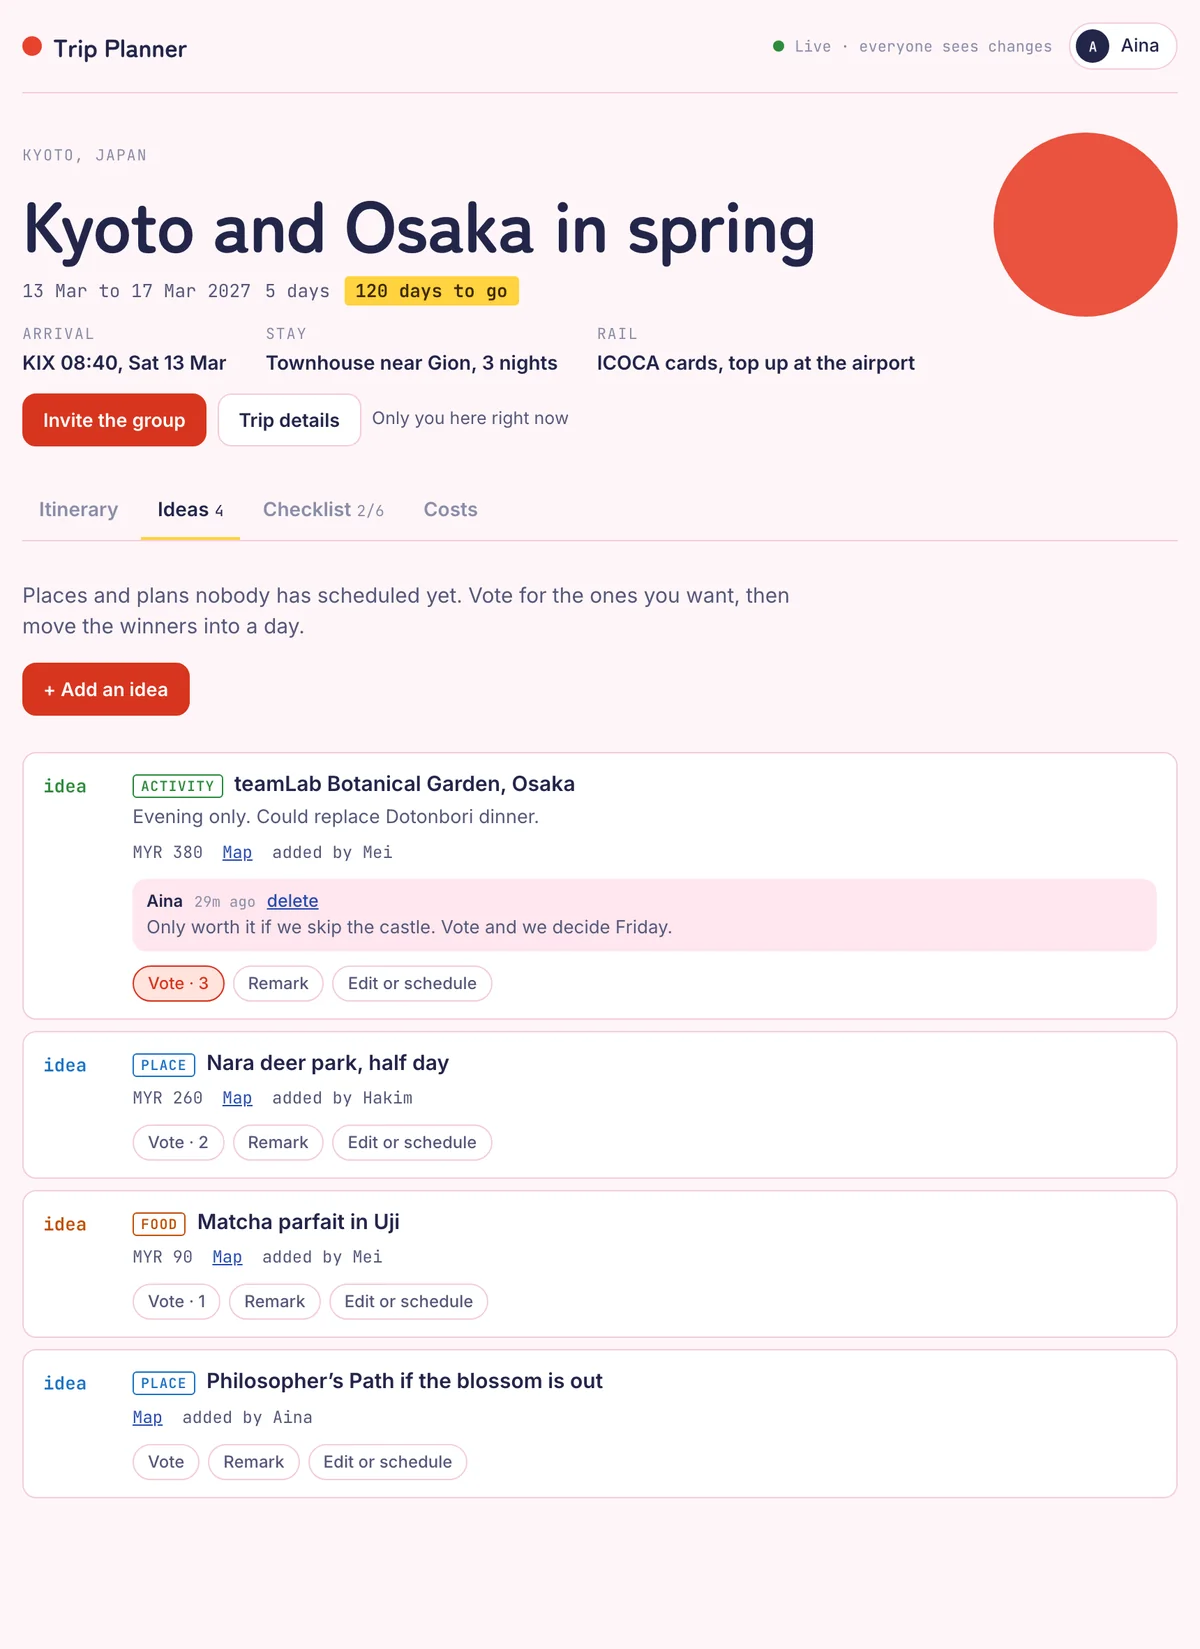 Trip Planner
Live · everyone sees changes
A Aina
KYOTO, JAPAN
Kyoto and Osaka in spring
13 Mar to 17 Mar 2027 5 days 120 days to go
ARRIVAL STAY RAIL
KIX 08:40, Sat 13 Mar Townhouse near Gion, 3 nights ICOCA cards, top up at the airport
Invite the group Trip details Only you here right now
Itinerary Ideas 4 Checklist 2/6 Costs
Places and plans nobody has scheduled yet. Vote for the ones you want, then
move the winners into a day.
+ Add an idea
idea ACTIVITY teamLab Botanical Garden, Osaka
Evening only. Could replace Dotonbori dinner.
MYR 380 Map added by Mei
Aina 29m ago delete
Only worth it if we skip the castle. Vote and we decide Friday.
Vote · 3 Remark Edit or schedule
idea PLACE Nara deer park, half day
MYR 260 Map added by Hakim
Vote · 2 Remark Edit or schedule
idea FOOD Matcha parfait in Uji
MYR 90 Map added by Mei
Vote · 1 Remark Edit or schedule
idea PLACE Philosopher’s Path if the blossom is out
Map added by Aina
Vote Remark Edit or schedule